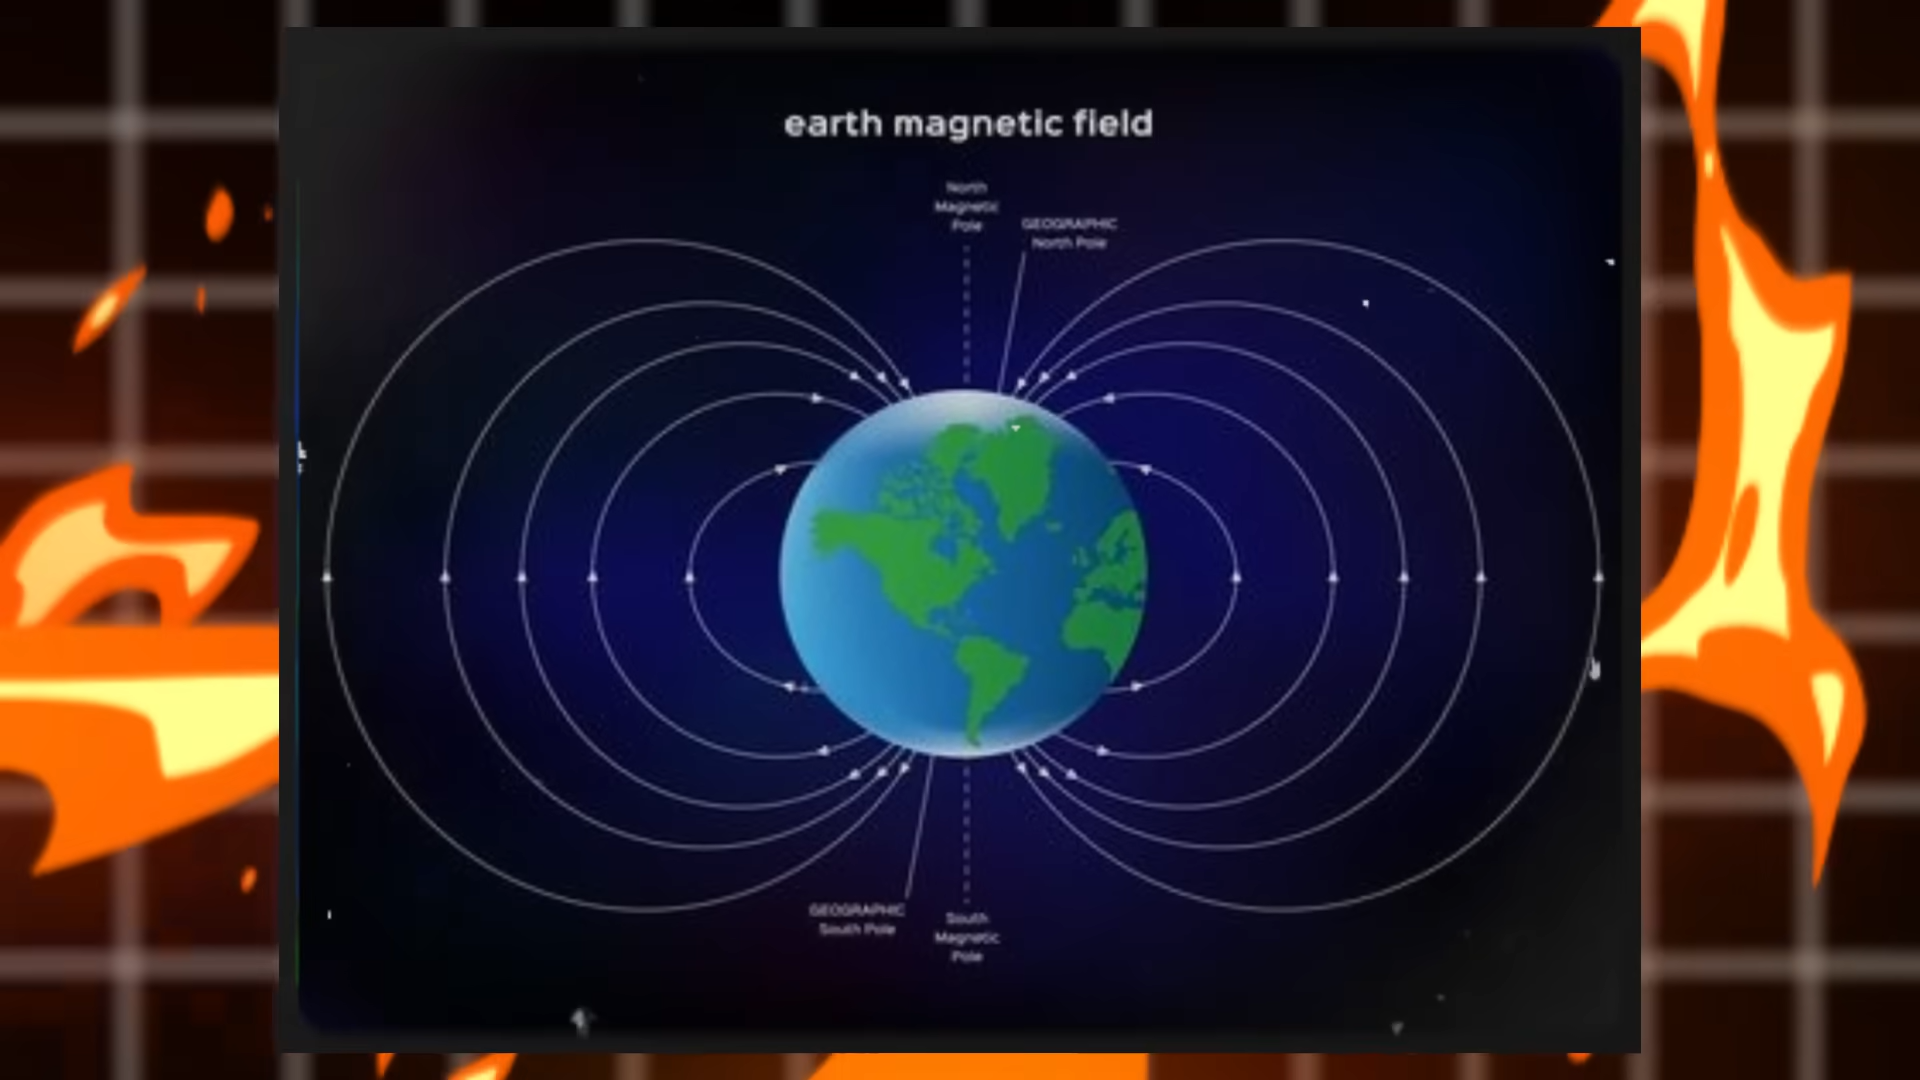 earth magnetic field
North
Magnetic
Pole
GEOGRAPHIC
North Pole
GEOGRAPHIC
South Pole
South
Magnetic
Pole